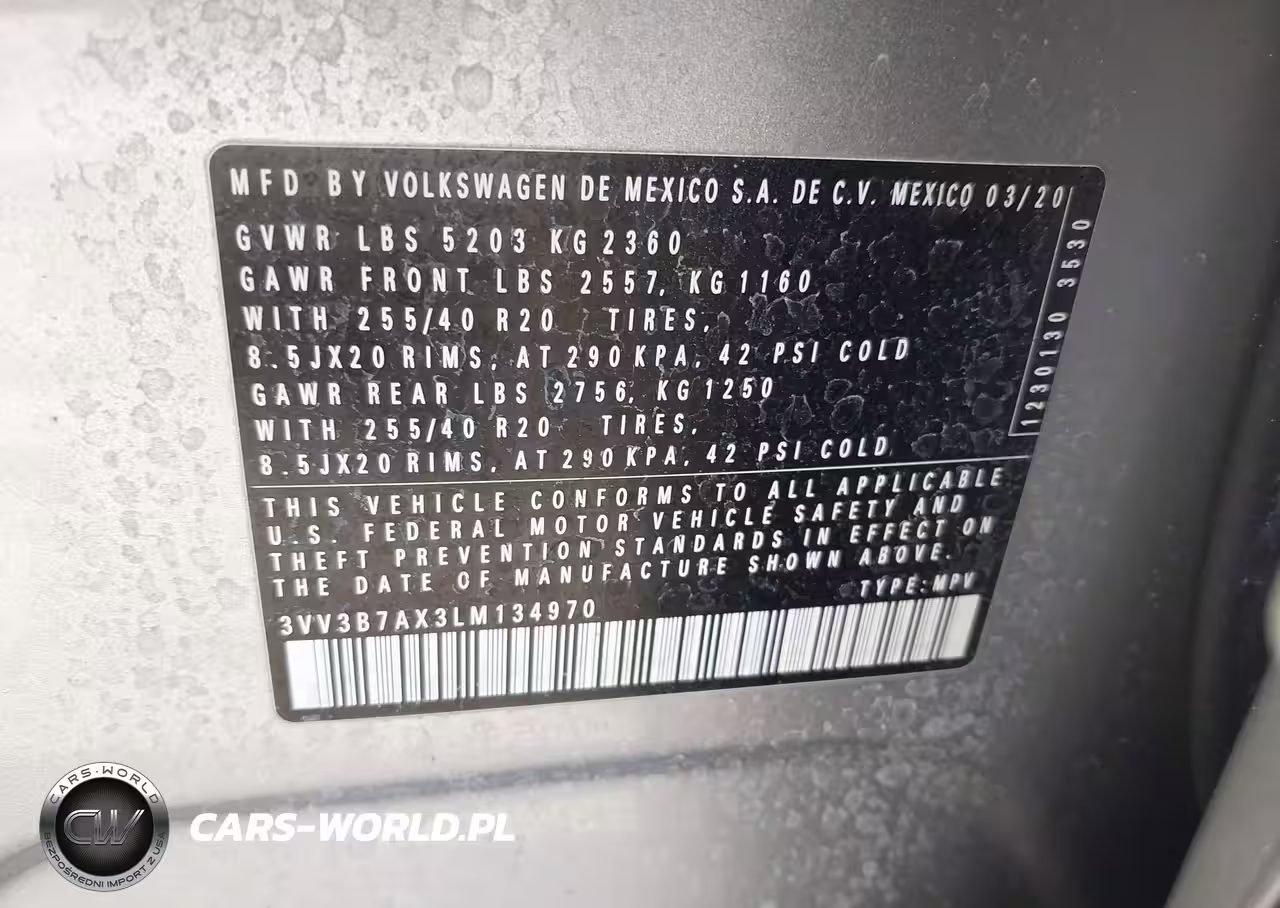 MFD BY VOLKSWAGEN DE MEXICO S.A. DE C.V. MEXICO 03/20
GVWR LBS 5203 KG 2360
GAWR FRONT LBS 2557, KG 1160
WITH 255/40 R20 TIRES,
8.5JX20 RIMS, AT 290 KPA, 42 PSI COLD
GAWR REAR LBS 2756, KG 1250
WITH 255/40 R20 TIRES,
8.5JX20 RIMS, AT 290 KPA, 42 PSI COLD
1230130 3530
THIS VEHICLE CONFORMS TO ALL APPLICABLE
U.S. FEDERAL MOTOR VEHICLE SAFETY AND
THEFT PREVENTION STANDARDS IN EFFECT ON
THE DATE OF MANUFACTURE SHOWN ABOVE.
TYPE: MPV
3VV3B7AX3LM134970
CARS-WORLD
CW
BEZPOŚREDNI IMPORT Z USA
CARS-WORLD.PL